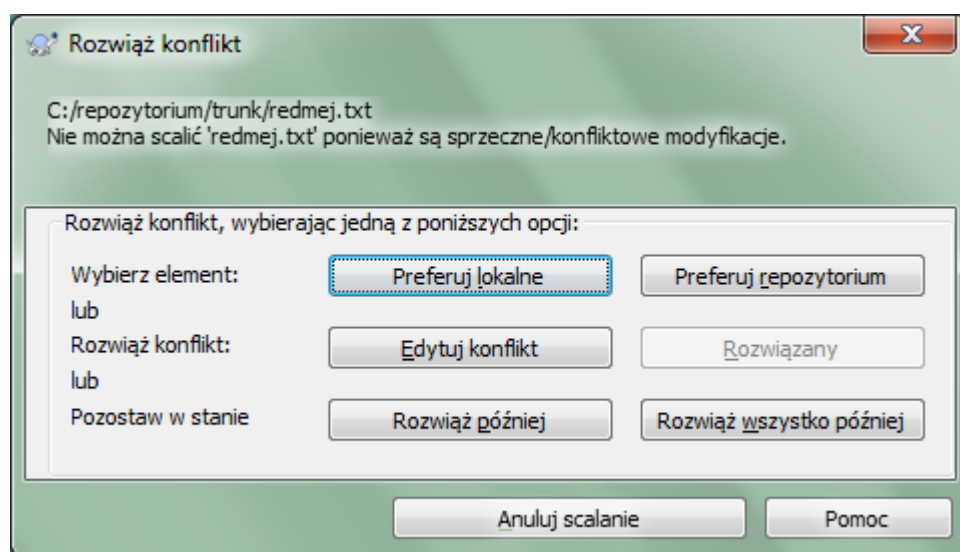 Rozwiąż konflikt
C:/repozytorium/trunk/redmej.txt
Nie można scalić 'redmej.txt' ponieważ są sprzeczne/konfliktowe modyfikacje.
Rozwiąż konflikt, wybierając jedną z poniższych opcji:
Wybierz element: Preferuj lokalne Preferuj repozytorium
lub
Rozwiąż konflikt: Edytuj konflikt Rozwiązany
lub
Pozostaw w stanie Rozwiąż później Rozwiąż wszystko później
Anuluj scalanie Pomoc